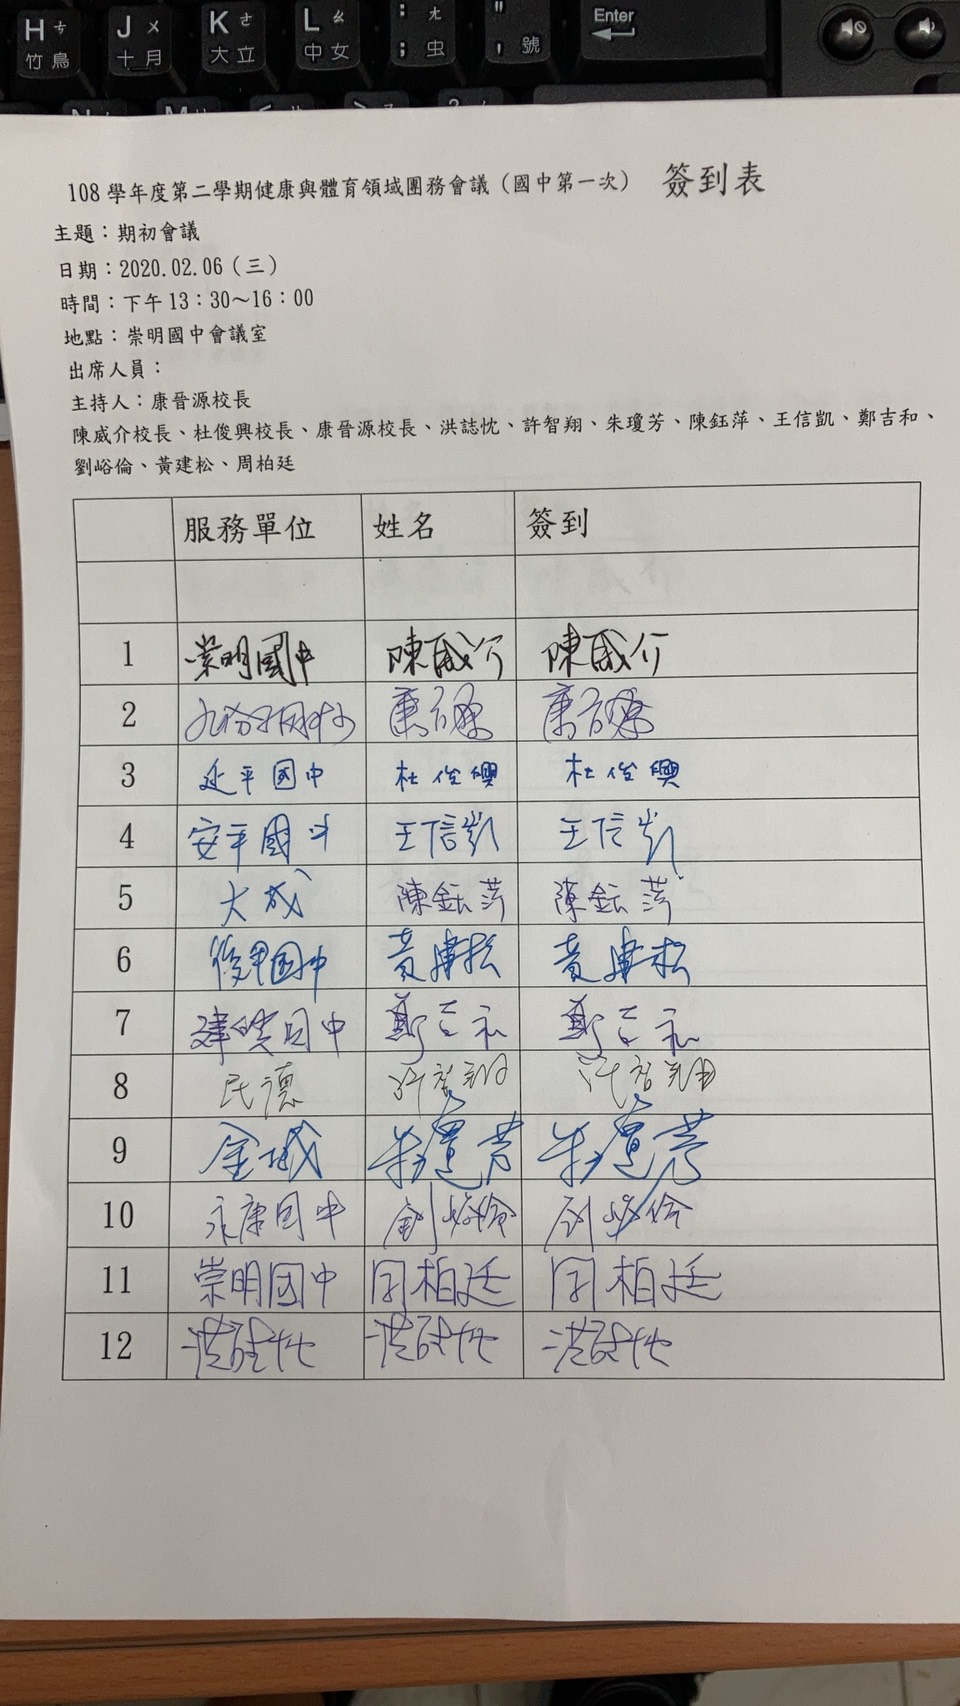 H ㄘ J ㄨ K ㄜ L ㄠ : ㄤ " Enter
竹 鳥 十 月 大 立 中 女 ; 虫 ' 號
108 學年度第二學期健康與體育領域團務會議（國中第一次） 簽到表
主題：期初會議
日期：2020.02.06（三）
時間：下午 13：30～16：00
地點：崇明國中會議室
出席人員：
主持人：康晉源校長
陳威介校長、杜俊興校長、康晉源校長、洪誌忱、許智翔、朱瓊芳、陳鈺萍、王信凱、鄭吉和、
劉峪倫、黃建松、周柏廷
服務單位 姓名 簽到
1 崇明國中 陳威介 陳威介
2 九份子國中小 康晉源 康晉源
3 延平國中 杜俊興 杜俊興
4 安平國中 王信凱 王信凱
5 大成 陳鈺萍 陳鈺萍
6 後甲國中 黃建松 黃建松
7 建興國中 鄭吉和 鄭吉和
8 民德 許智翔 許智翔
9 金城 朱瓊芳 朱瓊芳
10 永康国中 劉峪倫 刘峪倫
11 崇明國中 周柏廷 周柏廷
12 洪誌忱 洪誌忱 洪誌忱